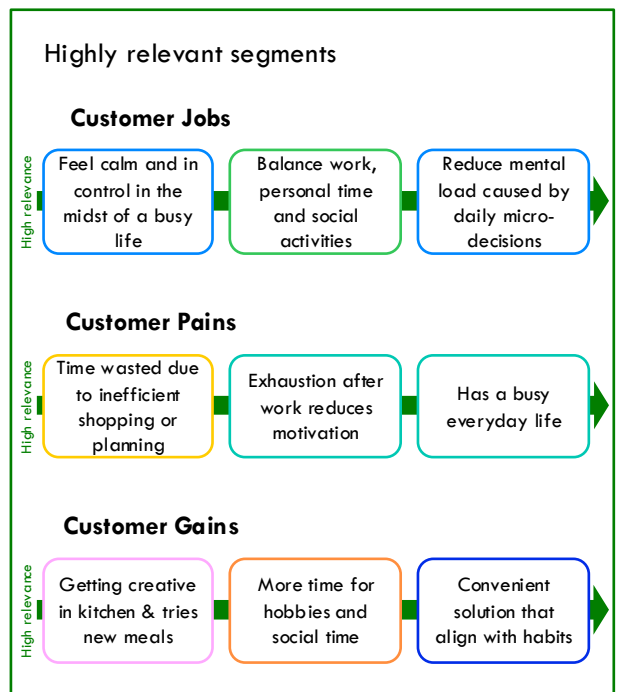 Highly relevant segments
Customer Jobs
High relevance
Feel calm and in
control in the
midst of a busy
life
Balance work,
personal time
and social
activities
Reduce mental
load caused by
daily micro-
decisions
Customer Pains
High relevance
Time wasted due
to inefficient
shopping or
planning
Exhaustion after
work reduces
motivation
Has a busy
everyday life
Customer Gains
High relevance
Getting creative
in kitchen & tries
new meals
More time for
hobbies and
social time
Convenient
solution that
align with habits